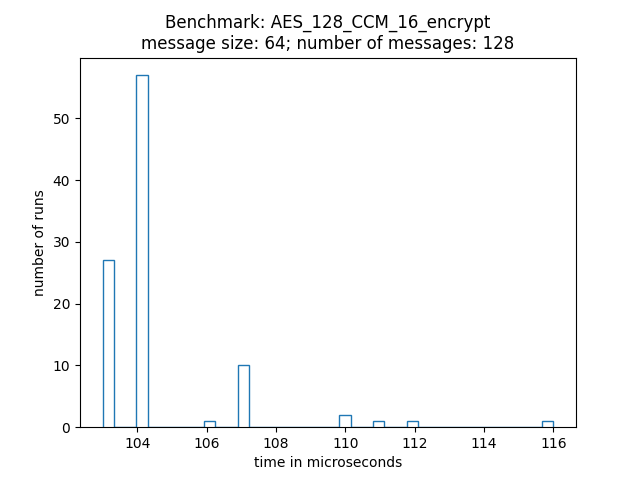 Benchmark: AES_128_CCM_16_encrypt
message size: 64; number of messages: 128
number of runs
50
40
30
20
10
0
104 106 108 110 112 114 116
time in microseconds